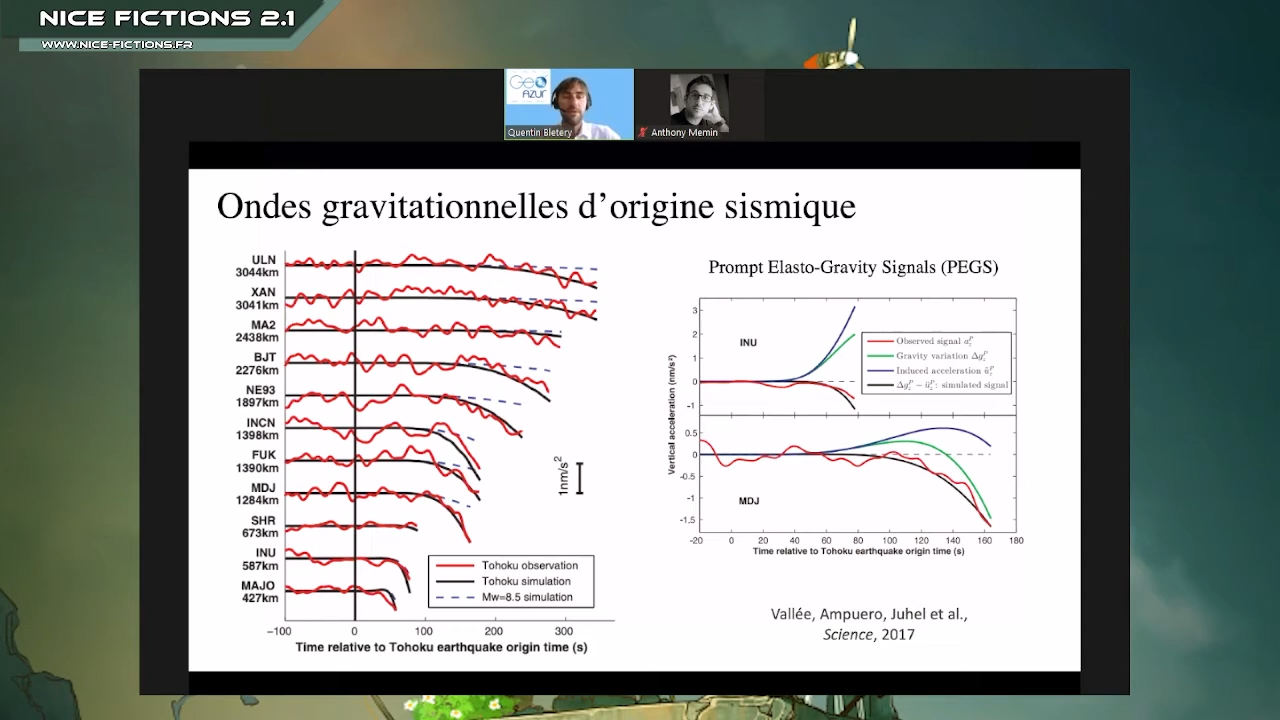 NICE FICTIONS 2.1
WWW.NICE-FICTIONS.FR
Geo
AZUR
Quentin Bletery
Anthony Memin
Ondes gravitationnelles d’origine sismique
ULN
3044km
XAN
3041km
MA2
2438km
BJT
2276km
NE93
1897km
INCN
1398km
FUK
1390km
MDJ
1284km
SHR
673km
INU
587km
MAJO
427km
1nm/s²
Tohoku observation
Tohoku simulation
Mw=8.5 simulation
−100 0 100 200 300
Time relative to Tohoku earthquake origin time (s)
Prompt Elasto-Gravity Signals (PEGS)
3
2
1
0
-1
INU
Observed signal aᵨᴾ
Gravity variation Δgᵨᴾ
Induced acceleration üᵨᴾ
Δgᵨᴾ − üᵨᴾ: simulated signal
Vertical acceleration (nm/s²)
0.5
0
-0.5
-1
-1.5
MDJ
-20 0 20 40 60 80 100 120 140 160 180
Time relative to Tohoku earthquake origin time (s)
Vallée, Ampuero, Juhel et al.,
Science, 2017